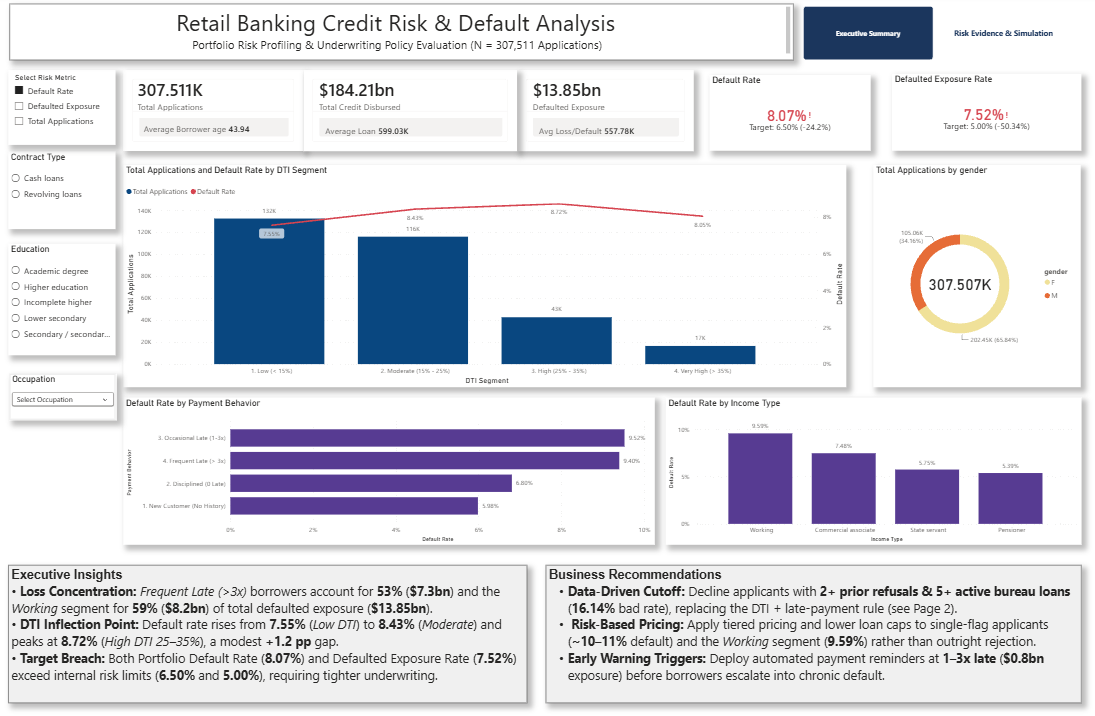 Retail Banking Credit Risk & Default Analysis
Portfolio Risk Profiling & Underwriting Policy Evaluation (N = 307,511 Applications)
Executive Summary
Risk Evidence & Simulation
Select Risk Metric
Default Rate
Defaulted Exposure
Total Applications
307.511K
Total Applications
Average Borrower age 43.94
$184.21bn
Total Credit Disbursed
Average Loan 599.03K
$13.85bn
Defaulted Exposure
Avg Loss/Default 557.78K
Default Rate
8.07%!
Target: 6.50% (-24.2%)
Defaulted Exposure Rate
7.52%!
Target: 5.00% (-50.34%)
Contract Type
Cash loans
Revolving loans
Education
Academic degree
Higher education
Incomplete higher
Lower secondary
Secondary / secondar...
Occupation
Select Occupation
Total Applications and Default Rate by DTI Segment
Total Applications Default Rate
140K
120K
100K
80K
60K
40K
20K
0K
Total Applications
132K
116K
43K
17K
7.55%
8.43%
8.72%
8.05%
8%
6%
4%
2%
0%
Default Rate
1. Low (< 15%)
2. Moderate (15% - 25%)
3. High (25% - 35%)
4. Very High (> 35%)
DTI Segment
Total Applications by gender
105.06K
(34.16%)
307.507K
202.45K (65.84%)
gender
F
M
Default Rate by Payment Behavior
Payment Behavior
3. Occasional Late (1-3x)
9.52%
4. Frequent Late (> 3x)
9.40%
2. Disciplined (0 Late)
6.80%
1. New Customer (No History)
5.98%
0%
2%
4%
6%
8%
10%
Default Rate
Default Rate by Income Type
10%
5%
0%
Default Rate
9.59%
7.48%
5.75%
5.39%
Working
Commercial associate
State servant
Pensioner
Income Type
Executive Insights
• Loss Concentration: Frequent Late (>3x) borrowers account for 53% ($7.3bn) and the
Working segment for 59% ($8.2bn) of total defaulted exposure ($13.85bn).
• DTI Inflection Point: Default rate rises from 7.55% (Low DTI) to 8.43% (Moderate) and
peaks at 8.72% (High DTI 25–35%), a modest +1.2 pp gap.
• Target Breach: Both Portfolio Default Rate (8.07%) and Defaulted Exposure Rate (7.52%)
exceed internal risk limits (6.50% and 5.00%), requiring tighter underwriting.
Business Recommendations
• Data-Driven Cutoff: Decline applicants with 2+ prior refusals & 5+ active bureau loans
(16.14% bad rate), replacing the DTI + late-payment rule (see Page 2).
• Risk-Based Pricing: Apply tiered pricing and lower loan caps to single-flag applicants
(~10–11% default) and the Working segment (9.59%) rather than outright rejection.
• Early Warning Triggers: Deploy automated payment reminders at 1–3x late ($0.8bn
exposure) before borrowers escalate into chronic default.